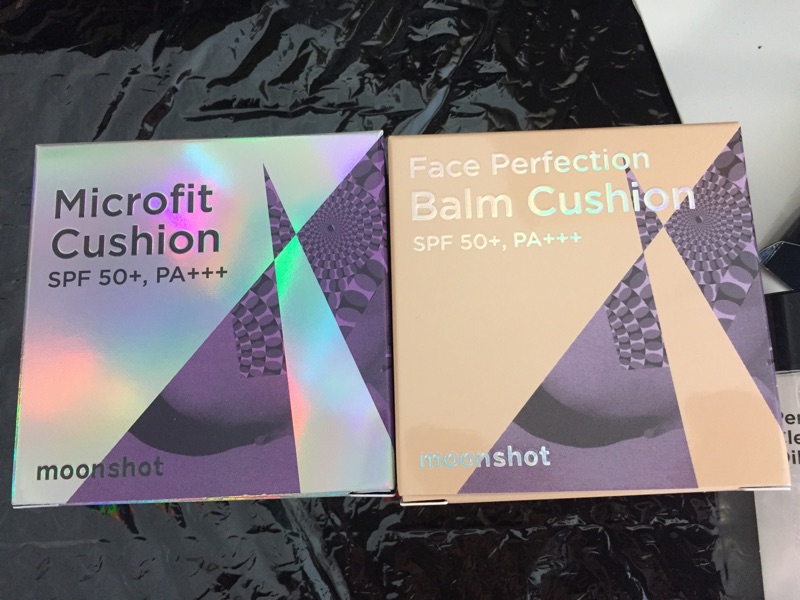 Microfit
Cushion
SPF 50+, PA+++
moonshot
Face Perfection
Balm Cushion
SPF 50+, PA+++
moonshot